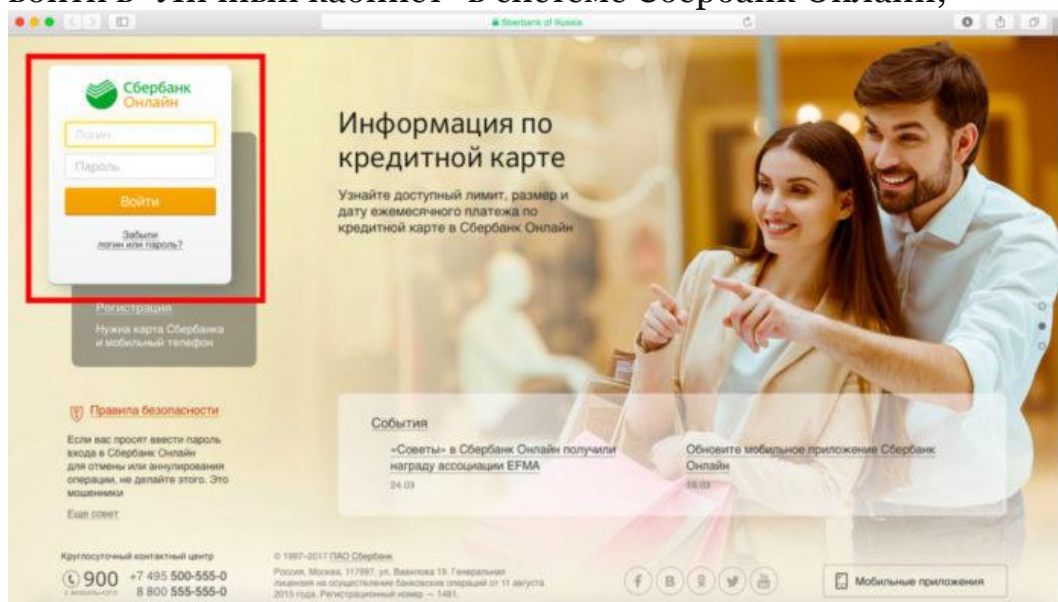 войти в "Личный кабинет" в системе Сбербанк Онлайн;
Sberbank of Russia
Сбербанк
Онлайн
Логин
Пароль
Войти
Забыли
логин или пароль?
Регистрация
Нужна карта Сбербанка
и мобильный телефон
Информация по
кредитной карте
Узнайте доступный лимит, размер и
дату ежемесячного платежа по
кредитной карте в Сбербанк Онлайн
Правила безопасности
Если вас просят ввести пароль
входа в Сбербанк Онлайн
для отмены или аннулирования
операции, не делайте этого. Это
мошенники
Еще совет
События
«Советы» в Сбербанк Онлайн получили
награду ассоциации EFMA
24.03
Обновите мобильное приложение Сбербанк
Онлайн
16.03
Круглосуточный контактный центр
900
с мобильного
+7 495 500-555-0
8 800 555-555-0
© 1997–2017 ПАО Сбербанк
Россия, Москва, 117997, ул. Вавилова 19. Генеральная
лицензия на осуществление банковских операций от 11 августа
2015 года. Регистрационный номер — 1481.
Мобильные приложения